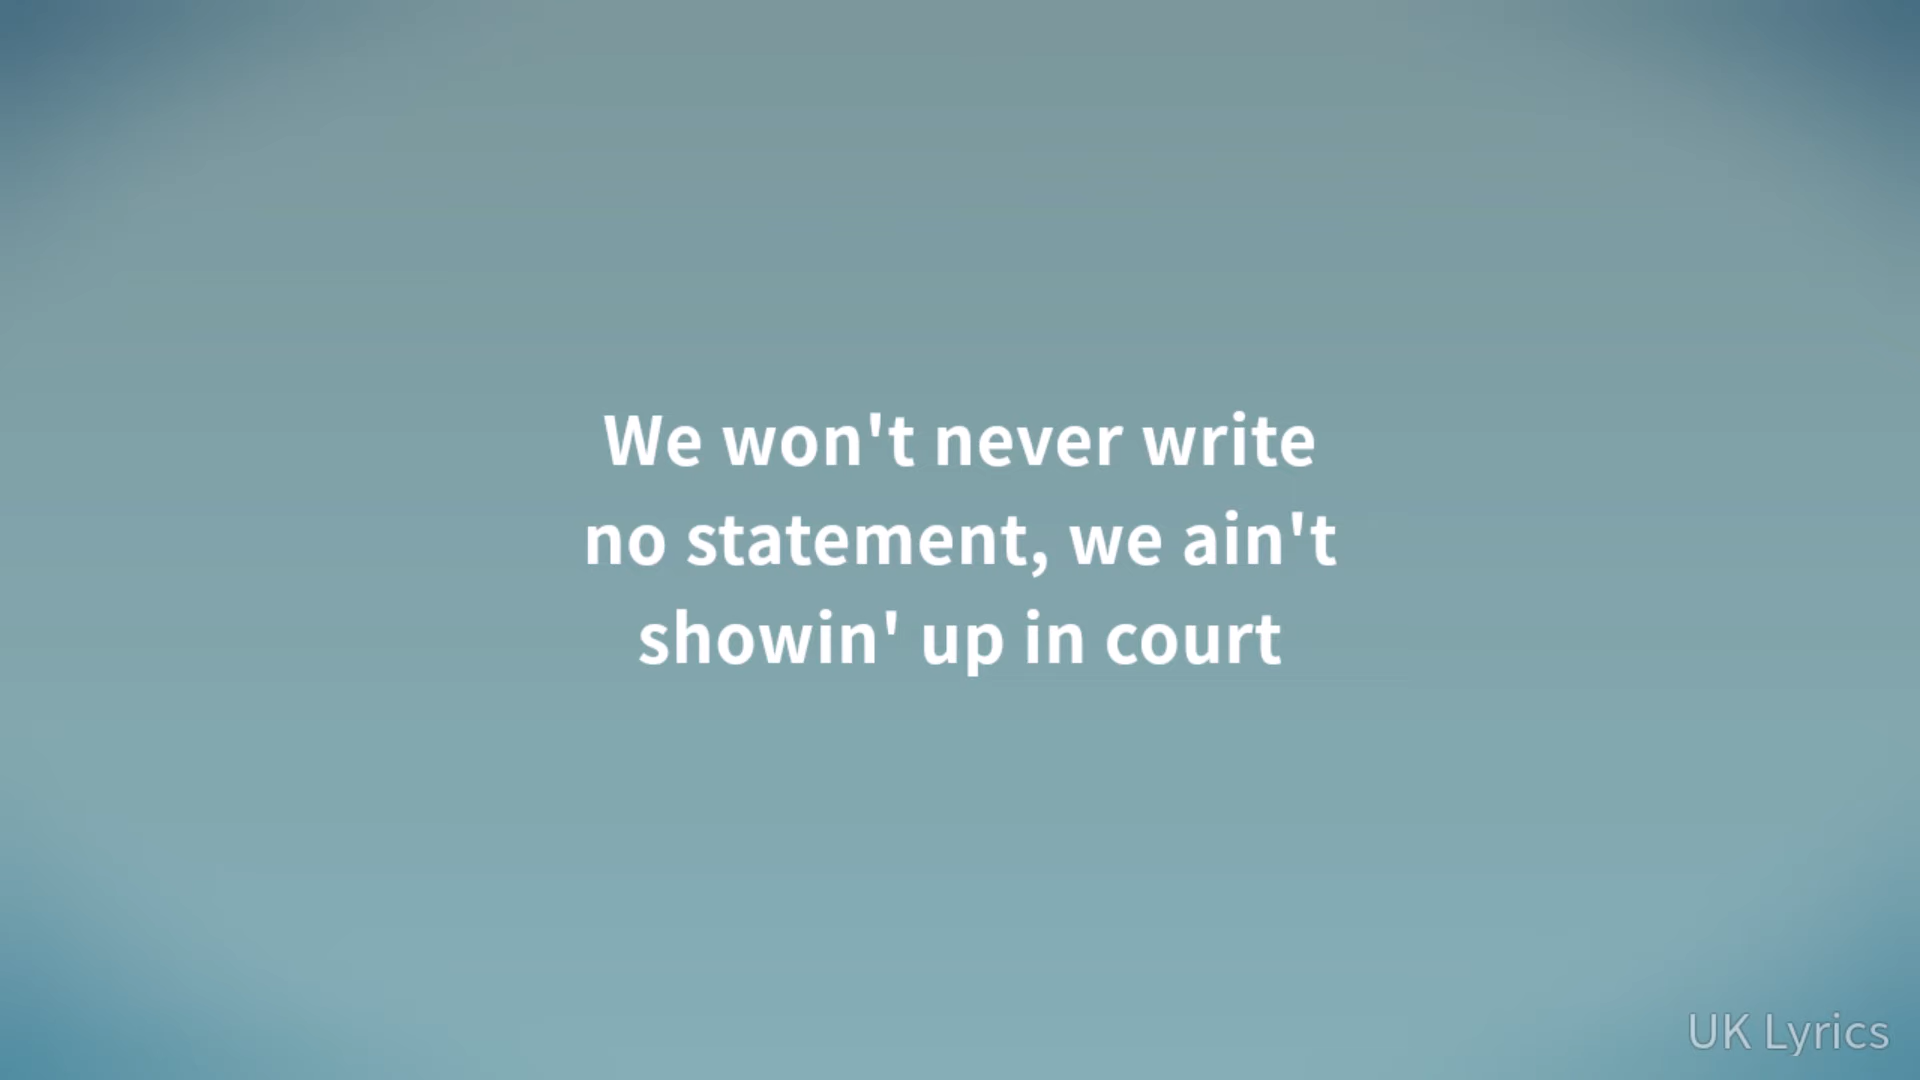 We won't never write
no statement, we ain't
showin' up in court
UK Lyrics